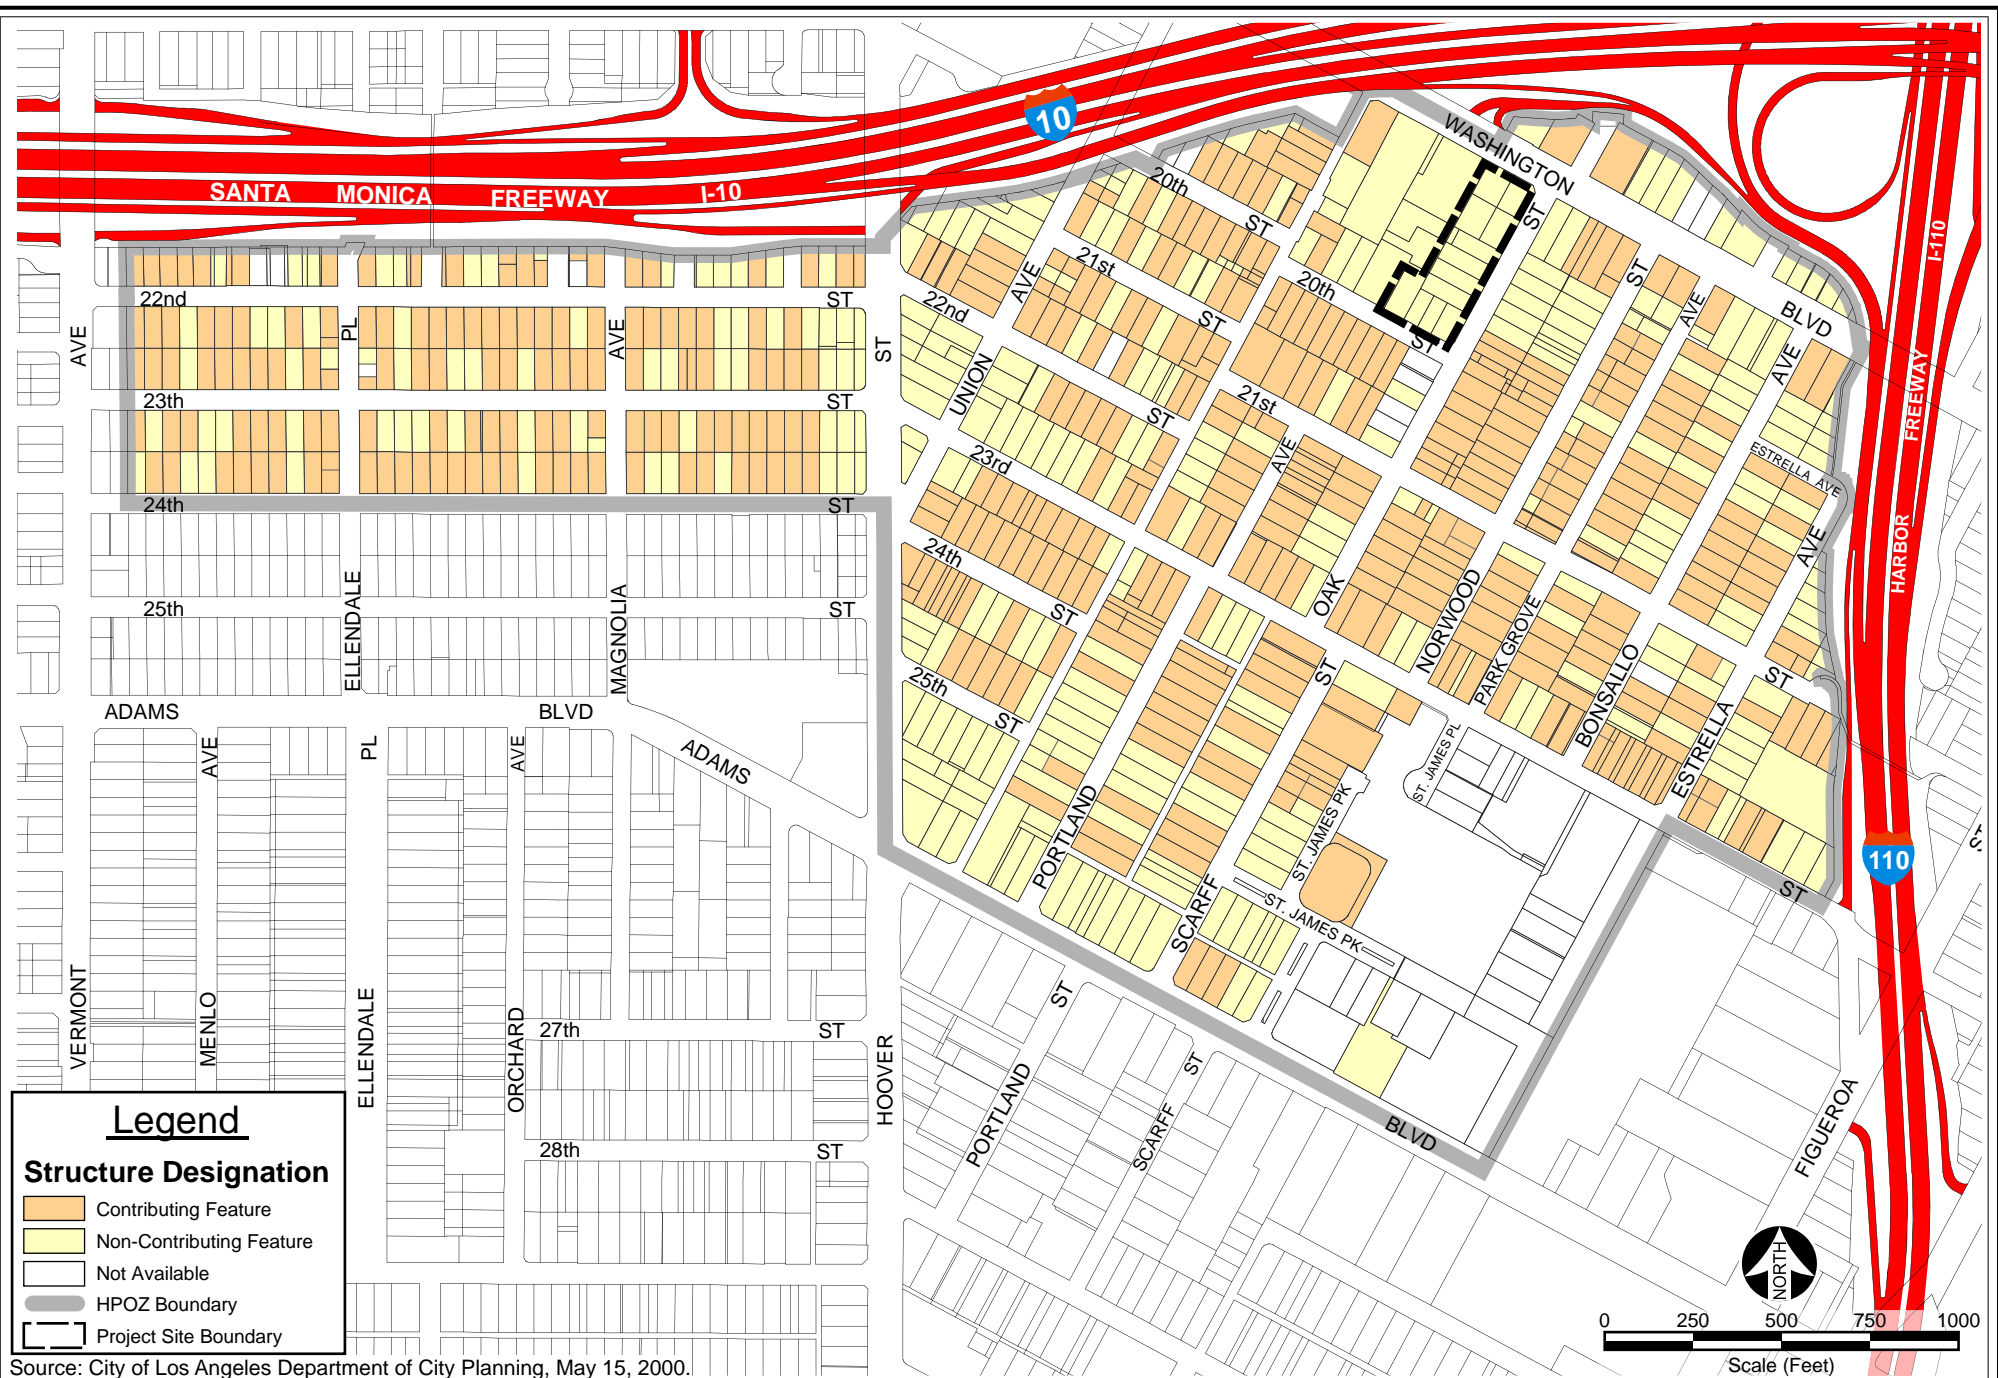 10
WASHINGTON
BLVD
SANTA MONICA FREEWAY I-10
I-110
HARBOR FREEWAY
110
20th ST
20th ST
21st ST
21st
22nd ST
22nd
ST
23th ST
23rd
24th ST
24th ST
25th ST
25th ST
ADAMS BLVD
ADAMS
BLVD
27th ST
28th ST
AVE
VERMONT
AVE
MENLO
PL
ELLENDALE
PL
ELLENDALE
AVE
MAGNOLIA
AVE
ORCHARD
ST
HOOVER
AVE
UNION
AVE
PORTLAND
ST
PORTLAND
SCARFF
ST
SCARFF
ST
OAK
ST
NORWOOD
ST
PARK GROVE
AVE
BONSALLO
AVE
ESTRELLA
AVE
ESTRELLA AVE
ST
ST
ST. JAMES PL
ST. JAMES PK
ST. JAMES PK
FIGUEROA
ST
Legend
Structure Designation
Contributing Feature
Non-Contributing Feature
Not Available
HPOZ Boundary
Project Site Boundary
NORTH
0 250 500 750 1000
Scale (Feet)
Source: City of Los Angeles Department of City Planning, May 15, 2000.